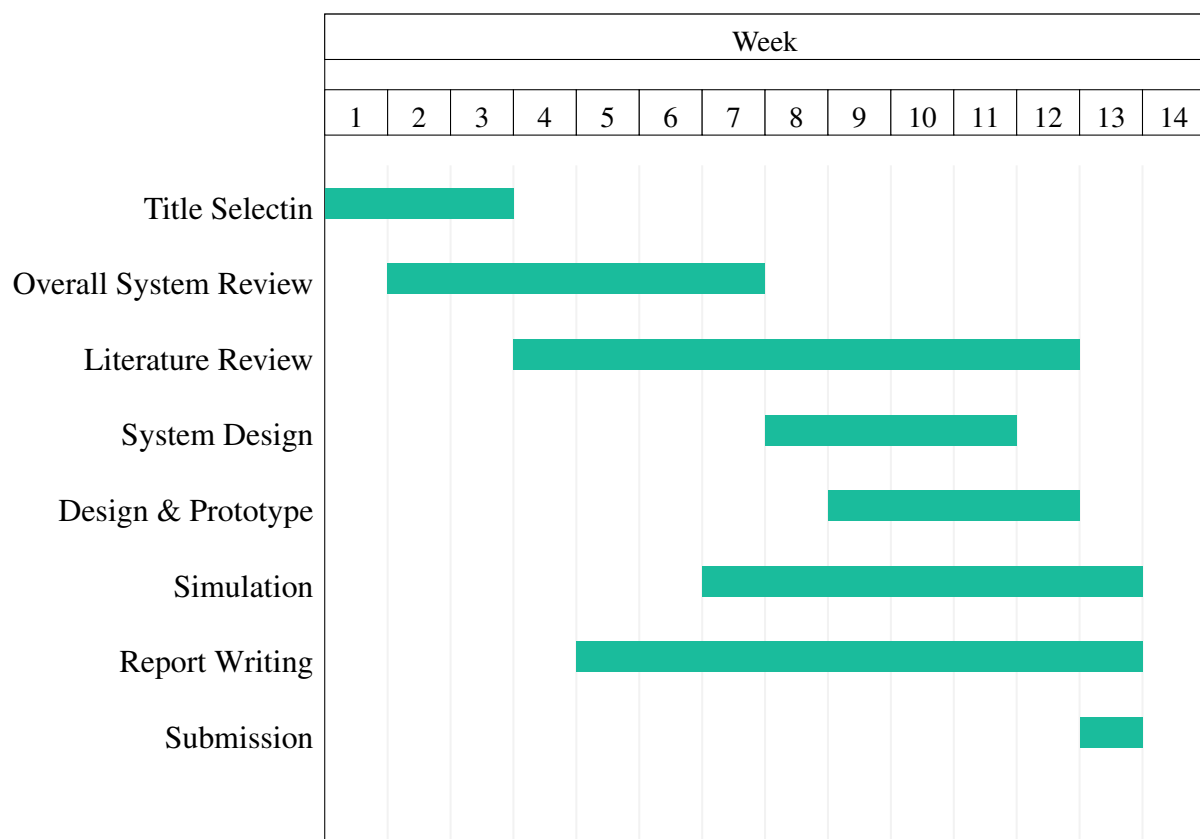 Week
1 2 3 4 5 6 7 8 9 10 11 12 13 14
Title Selectin
Overall System Review
Literature Review
System Design
Design & Prototype
Simulation
Report Writing
Submission